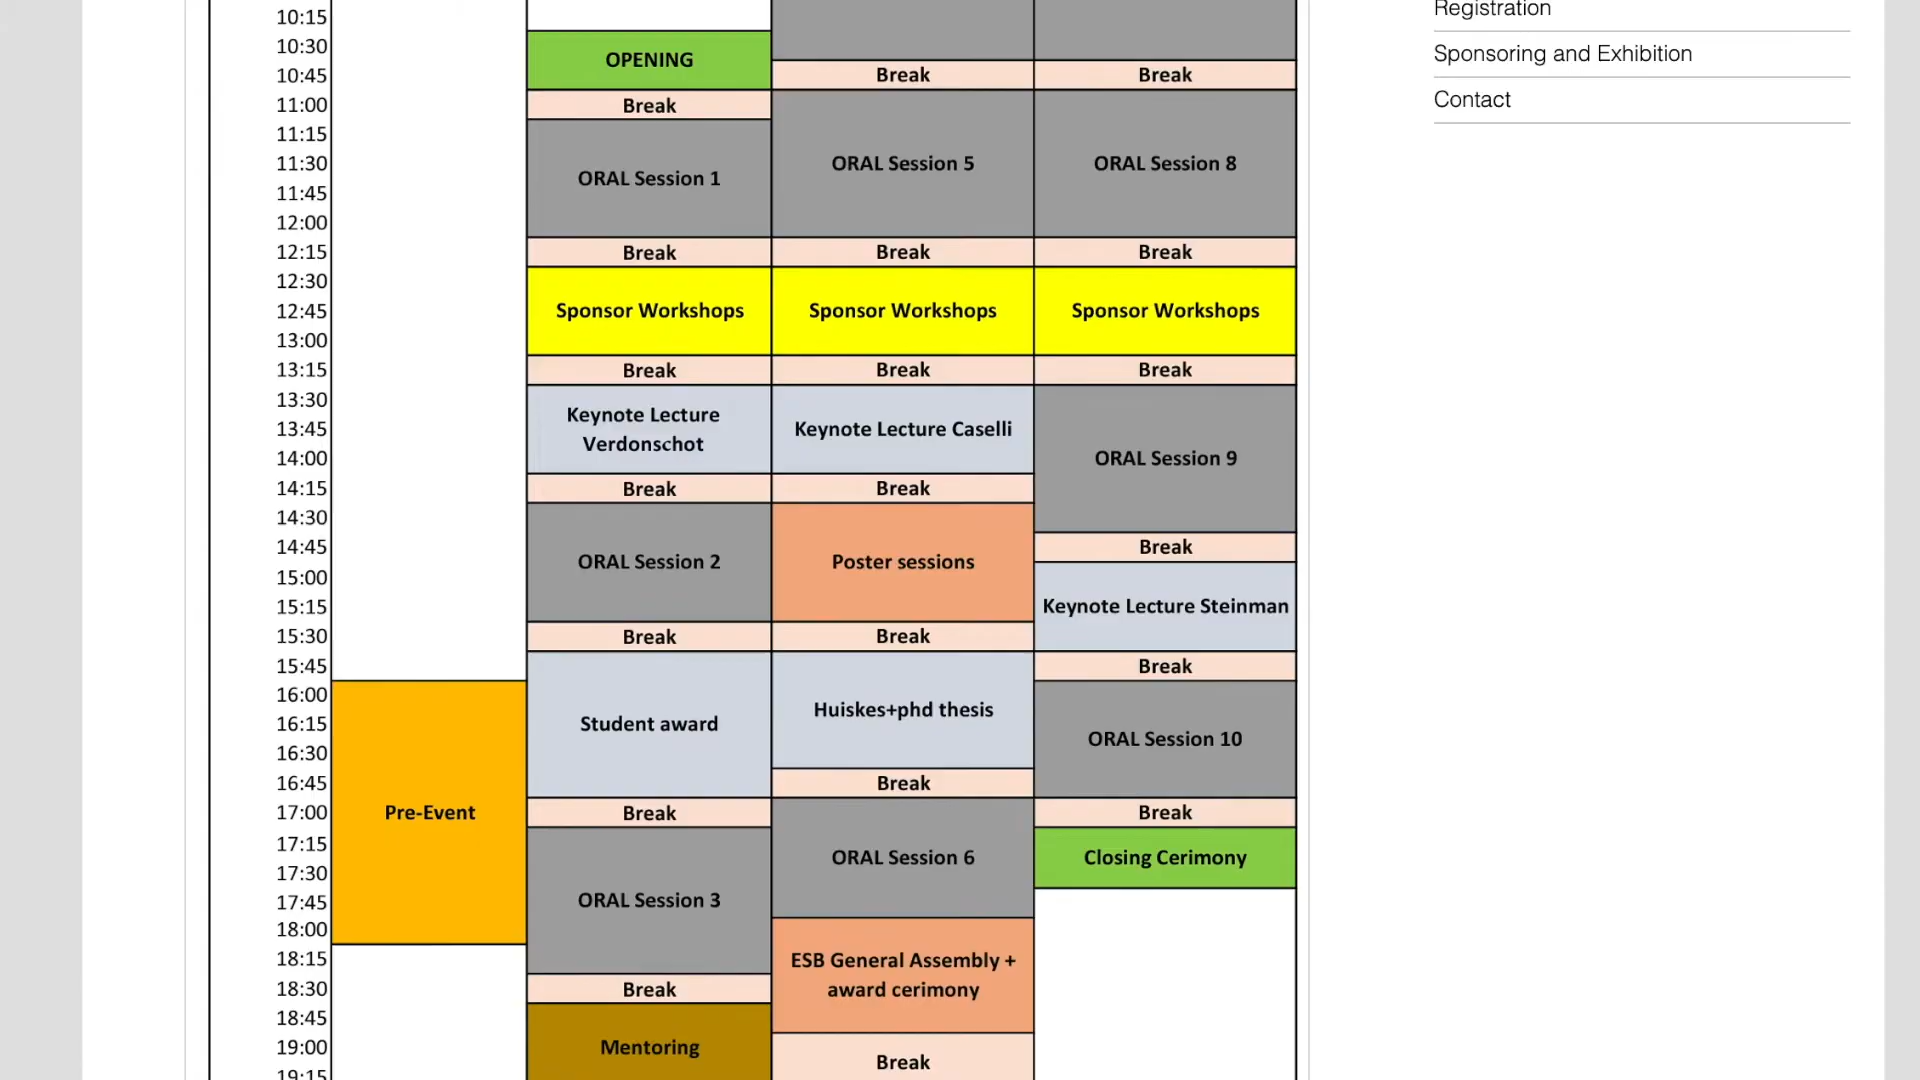 10:15
10:30
10:45
11:00
11:15
11:30
11:45
12:00
12:15
12:30
12:45
13:00
13:15
13:30
13:45
14:00
14:15
14:30
14:45
15:00
15:15
15:30
15:45
16:00
16:15
16:30
16:45
17:00
17:15
17:30
17:45
18:00
18:15
18:30
18:45
19:00
19:15
Pre-Event
OPENING
Break
ORAL Session 1
Break
Sponsor Workshops
Break
Keynote Lecture
Verdonschot
Break
ORAL Session 2
Break
Student award
Break
ORAL Session 3
Break
Mentoring
Break
ORAL Session 5
Break
Sponsor Workshops
Break
Keynote Lecture Caselli
Break
Poster sessions
Break
Huiskes+phd thesis
Break
ORAL Session 6
ESB General Assembly +
award cerimony
Break
Break
ORAL Session 8
Break
Sponsor Workshops
Break
ORAL Session 9
Break
Keynote Lecture Steinman
Break
ORAL Session 10
Break
Closing Cerimony
Registration
Sponsoring and Exhibition
Contact